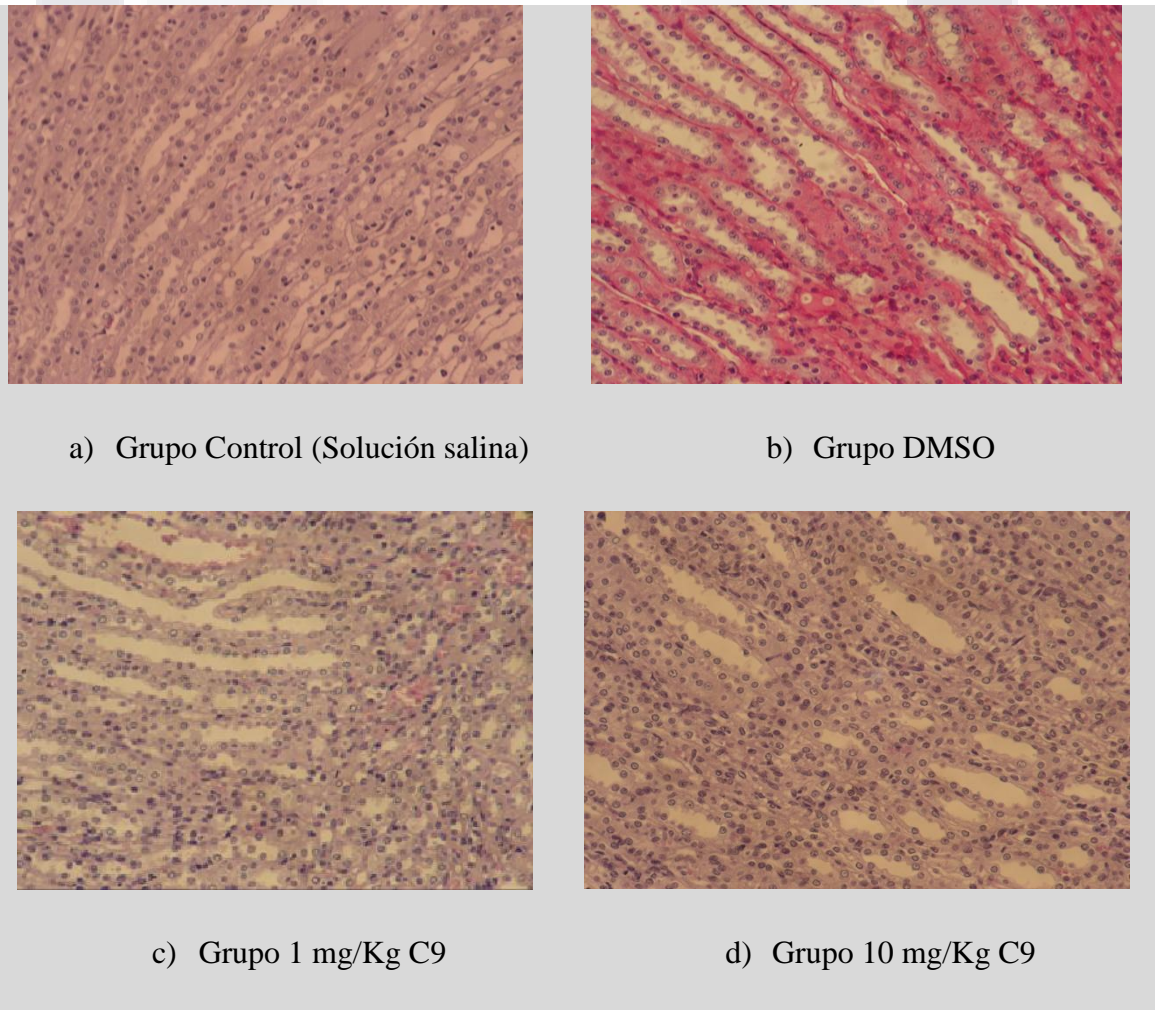 a) Grupo Control (Solución salina)
b) Grupo DMSO
c) Grupo 1 mg/Kg C9
d) Grupo 10 mg/Kg C9